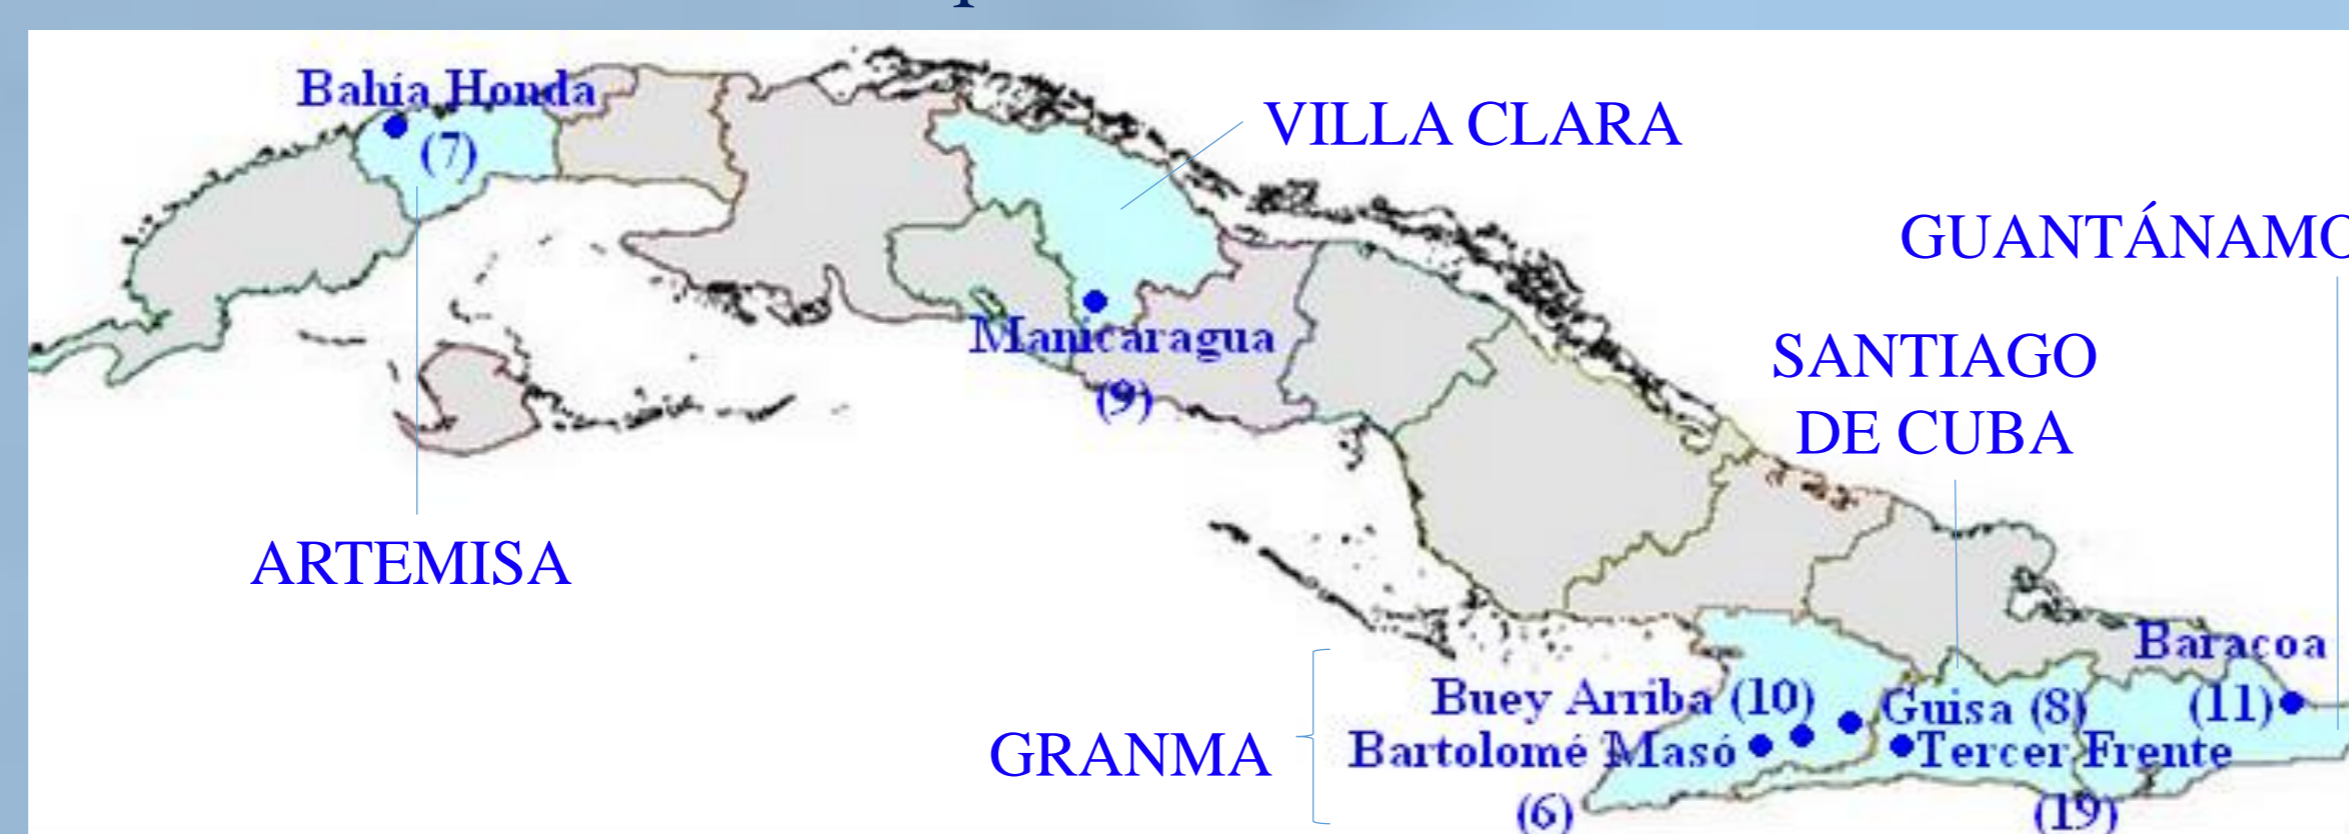 Bahía Honda
(7)
VILLA CLARA
GUANTÁNAMO
Manicaragua
(9)
SANTIAGO
DE CUBA
ARTEMISA
Baracoa
(11)
Buey Arriba (10)
Guisa (8)
GRANMA
Bartolomé Masó
Tercer Frente
(6)
(19)